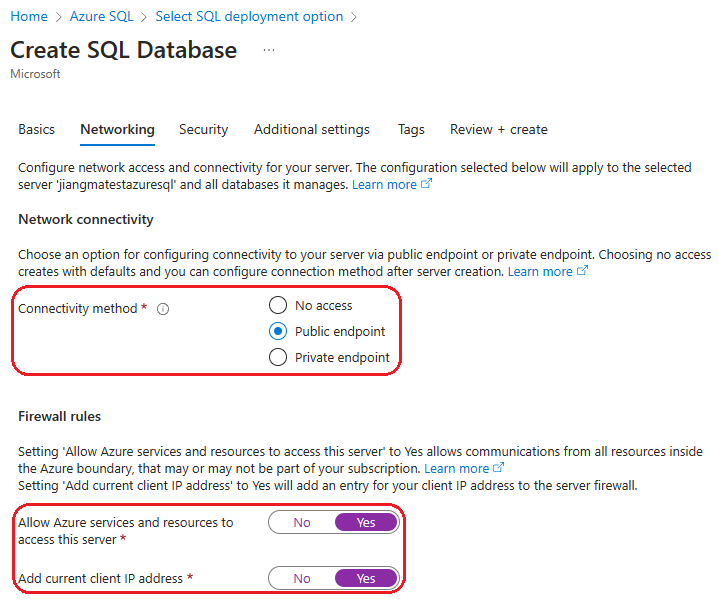 Home > Azure SQL > Select SQL deployment option >
Create SQL Database ...
Microsoft
Basics Networking Security Additional settings Tags Review + create
Configure network access and connectivity for your server. The configuration selected below will apply to the selected
server 'jiangmatestazuresql' and all databases it manages. Learn more
Network connectivity
Choose an option for configuring connectivity to your server via public endpoint or private endpoint. Choosing no access
creates with defaults and you can configure connection method after server creation. Learn more
Connectivity method * No access
Public endpoint
Private endpoint
Firewall rules
Setting 'Allow Azure services and resources to access this server' to Yes allows communications from all resources inside
the Azure boundary, that may or may not be part of your subscription. Learn more
Setting 'Add current client IP address' to Yes will add an entry for your client IP address to the server firewall.
Allow Azure services and resources to No Yes
access this server *
Add current client IP address * No Yes